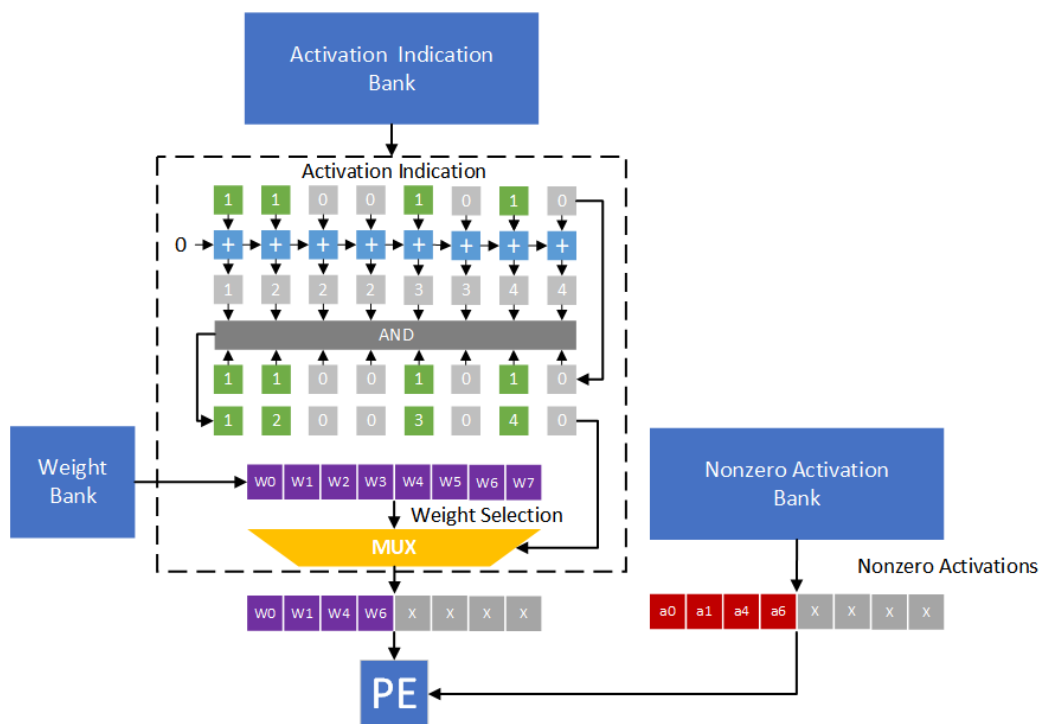 Activation Indication
Bank
Activation Indication
1 1 0 0 1 0 1 0
0 + + + + + + + +
1 2 2 2 3 3 4 4
AND
1 1 0 0 1 0 1 0
1 2 0 0 3 0 4 0
Weight
Bank
W0 W1 W2 W3 W4 W5 W6 W7
Weight Selection
MUX
W0 W1 W4 W6 X X X X
Nonzero Activation
Bank
Nonzero Activations
a0 a1 a4 a6 X X X X
PE